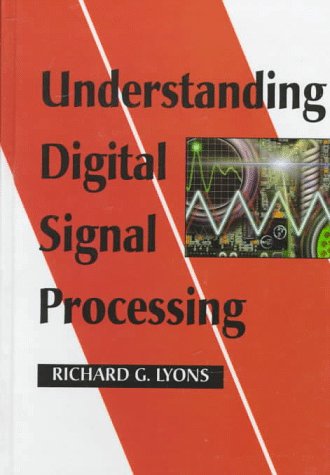 Understanding
Digital
Signal
Processing
RICHARD G. LYONS